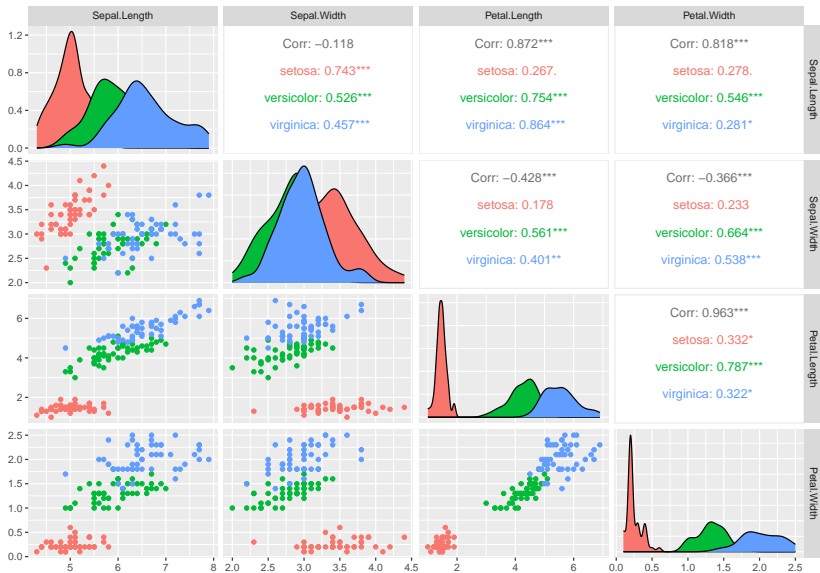 Sepal.Length Sepal.Width Petal.Length Petal.Width
1.2
0.8
0.4
0.0
Corr: −0.118
setosa: 0.743***
versicolor: 0.526***
virginica: 0.457***
Corr: 0.872***
setosa: 0.267.
versicolor: 0.754***
virginica: 0.864***
Corr: 0.818***
setosa: 0.278.
versicolor: 0.546***
virginica: 0.281*
Sepal.Length
4.5
4.0
3.5
3.0
2.5
2.0
Corr: −0.428***
setosa: 0.178
versicolor: 0.561***
virginica: 0.401**
Corr: −0.366***
setosa: 0.233
versicolor: 0.664***
virginica: 0.538***
Sepal.Width
6
4
2
Corr: 0.963***
setosa: 0.332*
versicolor: 0.787***
virginica: 0.322*
Petal.Length
2.5
2.0
1.5
1.0
0.5
0.0
Petal.Width
5 6 7 8 2.0 2.5 3.0 3.5 4.0 4.5 2 4 6 0.0 0.5 1.0 1.5 2.0 2.5